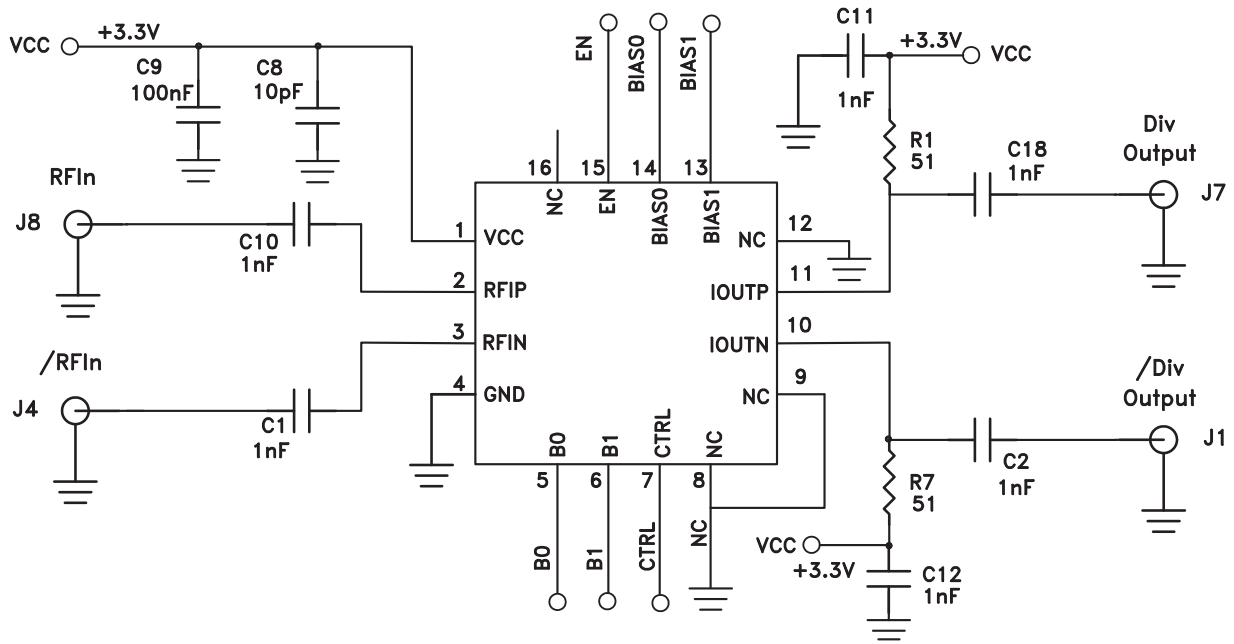 VCC
+3.3V
C9
100nF
C8
10pF
EN
BIAS0
BIAS1
C11
1nF
+3.3V
VCC
R1
51
C18
1nF
Div
Output
J7
RFIn
J8
C10
1nF
16
15
14
13
NC
EN
BIAS0
BIAS1
1
VCC
2
RFIP
3
RFIN
4
GND
NC
12
IOUTP
11
IOUTN
10
NC
9
/RFIn
J4
C1
1nF
B0
B1
CTRL
NC
5
6
7
8
B0
B1
CTRL
NC
/Div
Output
J1
C2
1nF
R7
51
VCC
+3.3V
C12
1nF